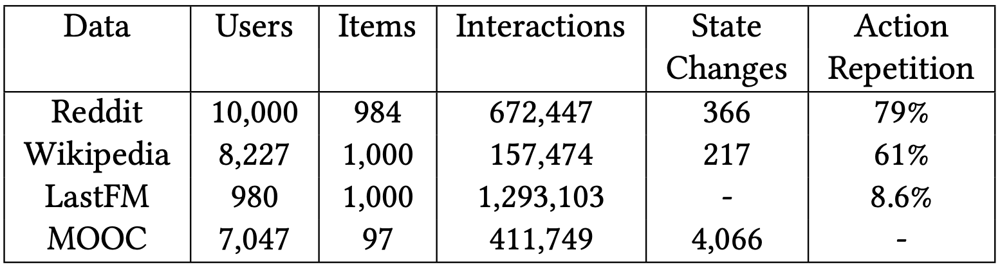 Data Users Items Interactions State Action
Changes Repetition
Reddit 10,000 984 672,447 366 79%
Wikipedia 8,227 1,000 157,474 217 61%
LastFM 980 1,000 1,293,103 - 8.6%
MOOC 7,047 97 411,749 4,066 -